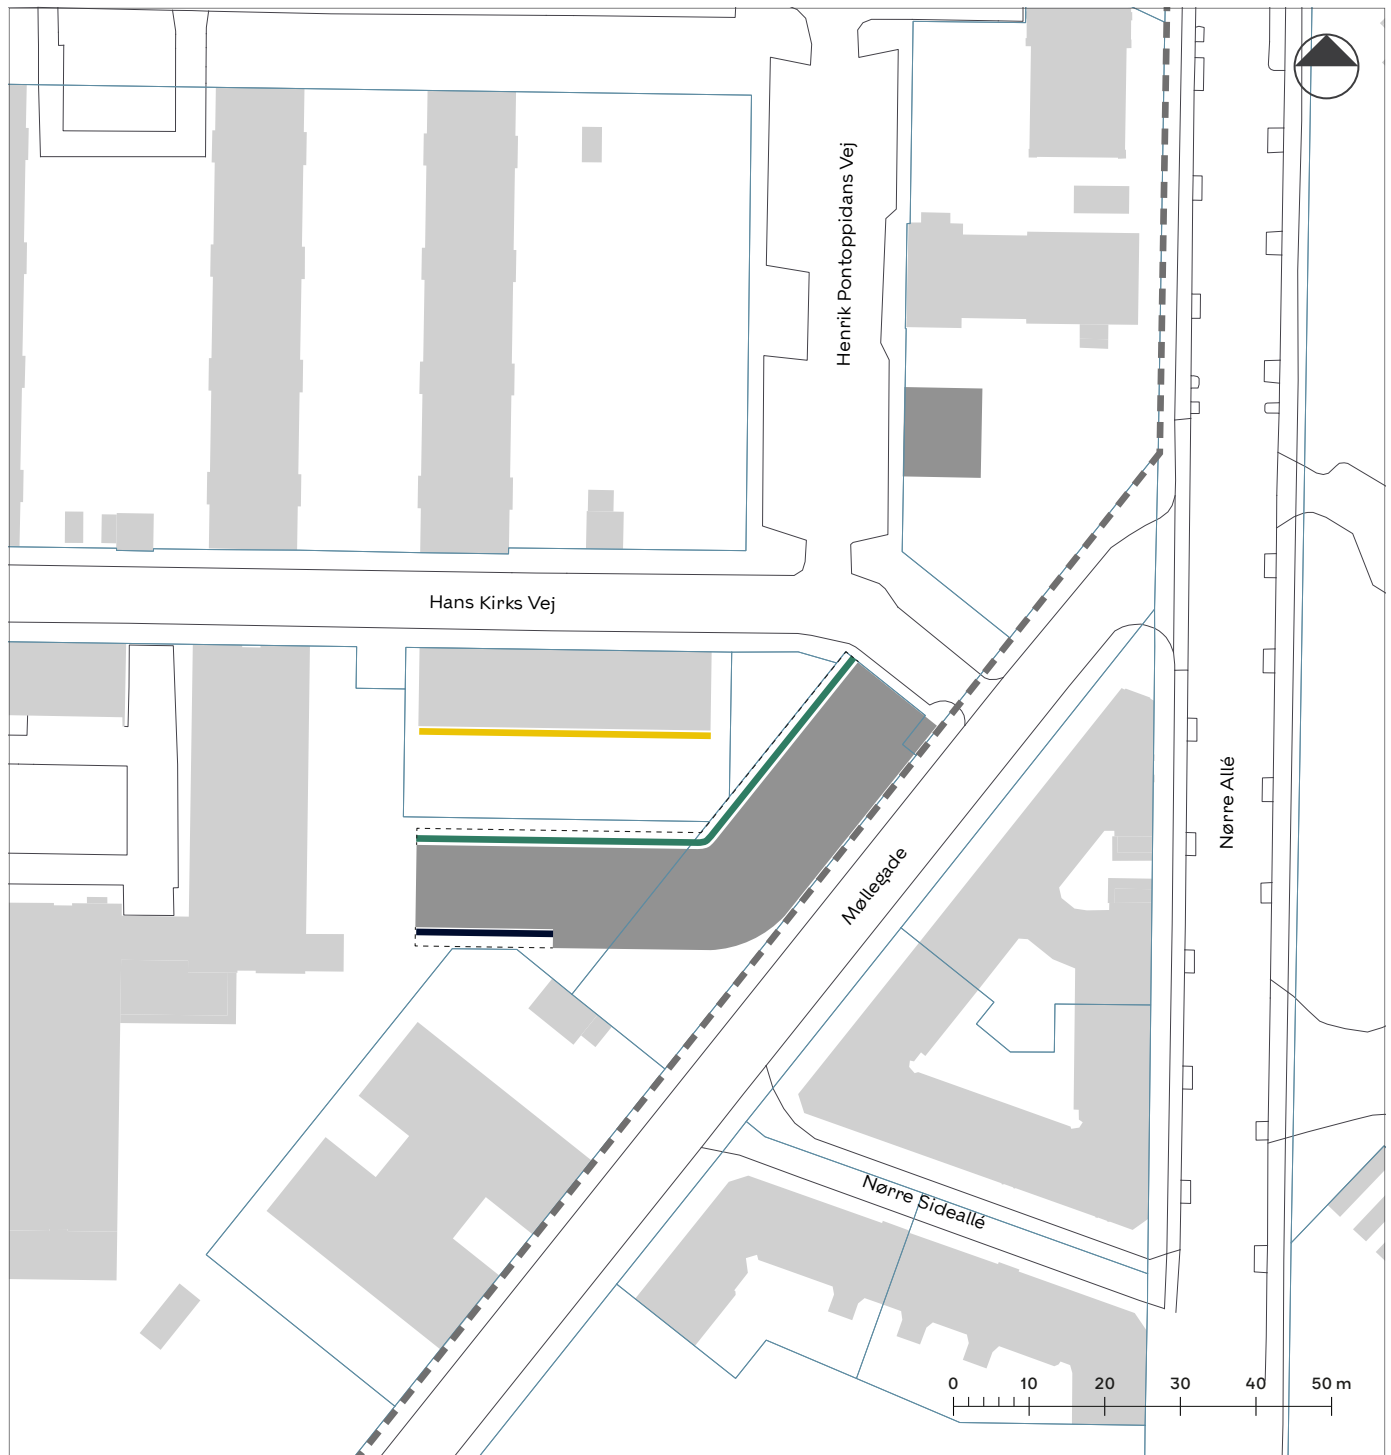 Henrik Pontoppidans Vej
Hans Kirks Vej
Nørre Allé
Møllegade
Nørre Sideallé
0 10 20 30 40 50 m